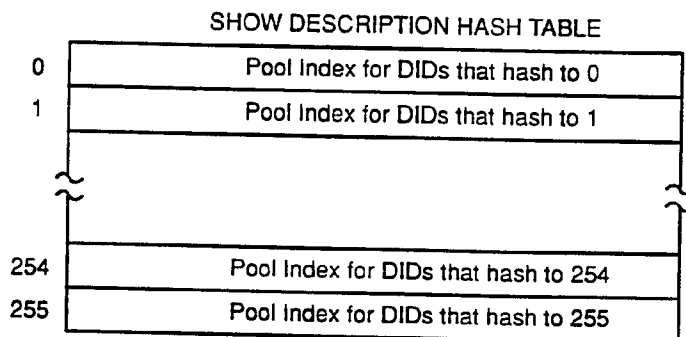 SHOW DESCRIPTION HASH TABLE
0 Pool Index for DIDs that hash to 0
1 Pool Index for DIDs that hash to 1
254 Pool Index for DIDs that hash to 254
255 Pool Index for DIDs that hash to 255